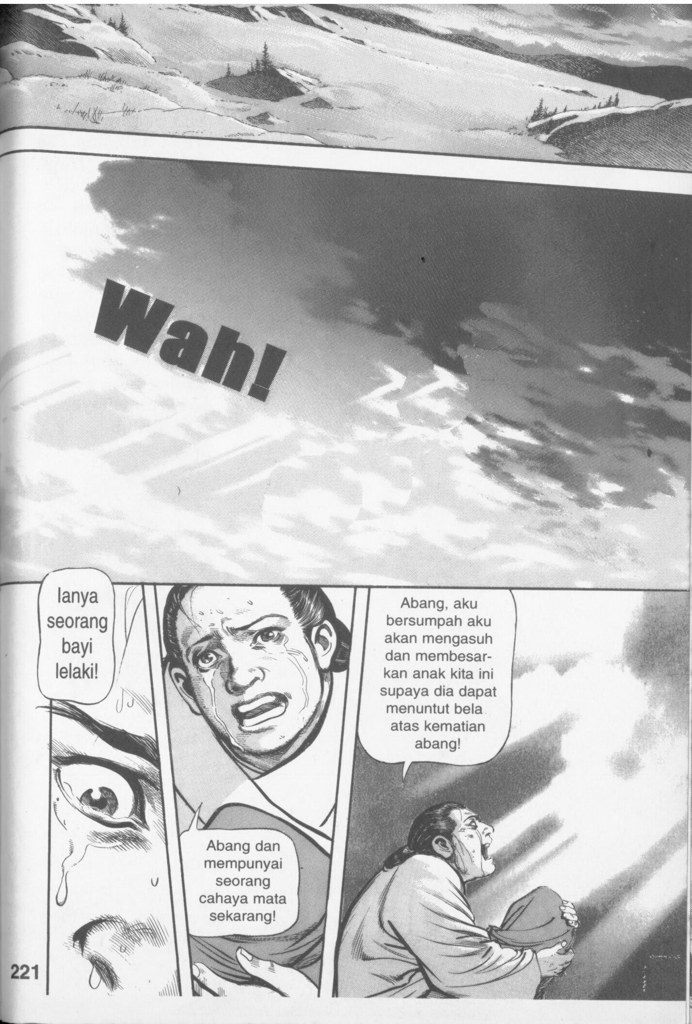 Wah!
Ianya
seorang
bayi
lelaki!
Abang dan
mempunyai
seorang
cahaya mata
sekarang!
Abang, aku
bersumpah aku
akan mengasuh
dan membesar-
kan anak kita ini
supaya dia dapat
menuntut bela
atas kematian
abang!
221